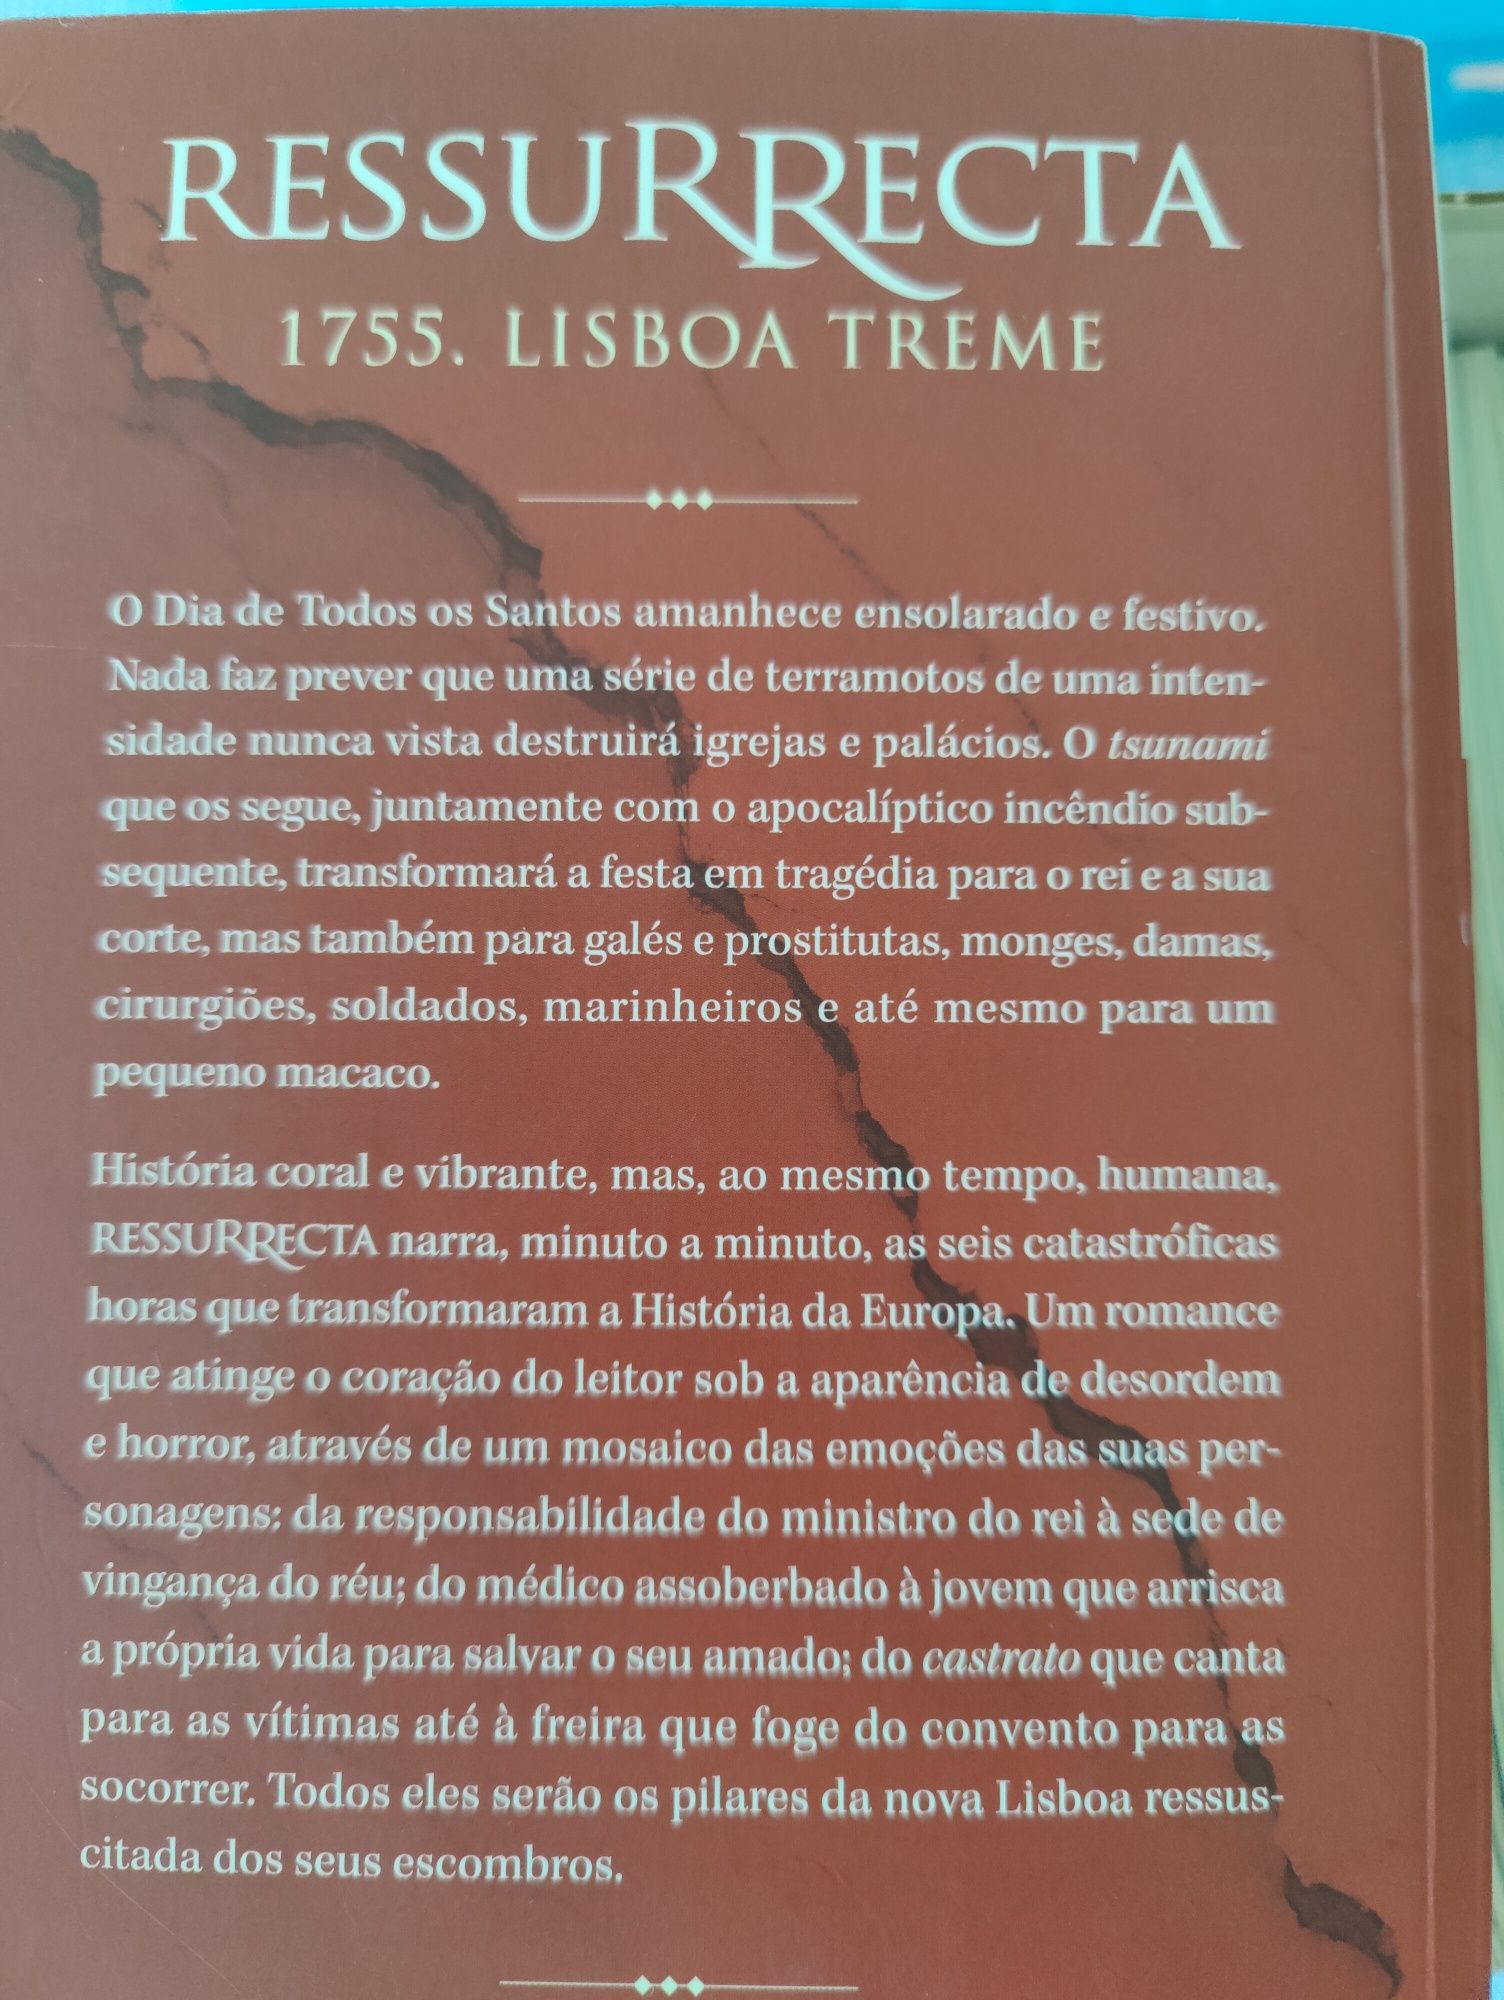 RESSURRECTA
1755. LISBOA TREME
O Dia de Todos os Santos amanhece ensolarado e festivo.
Nada faz prever que uma série de terramotos de uma inten-
sidade nunca vista destruirá igrejas e palácios. O tsunami
que os segue, juntamente com o apocalíptico incêndio sub-
sequente, transformará a festa em tragédia para o rei e a sua
corte, mas também para galés e prostitutas, monges, damas,
cirurgiões, soldados, marinheiros e até mesmo para um
pequeno macaco.
História coral e vibrante, mas, ao mesmo tempo, humana,
RESSURRECTA narra, minuto a minuto, as seis catastróficas
horas que transformaram a História da Europa. Um romance
que atinge o coração do leitor sob a aparência de desordem
e horror, através de um mosaico das emoções das suas per-
sonagens: da responsabilidade do ministro do rei à sede de
vingança do réu; do médico assoberbado à jovem que arrisca
a própria vida para salvar o seu amado; do castrato que canta
para as vítimas até à freira que foge do convento para as
socorrer. Todos eles serão os pilares da nova Lisboa ressus-
citada dos seus escombros.